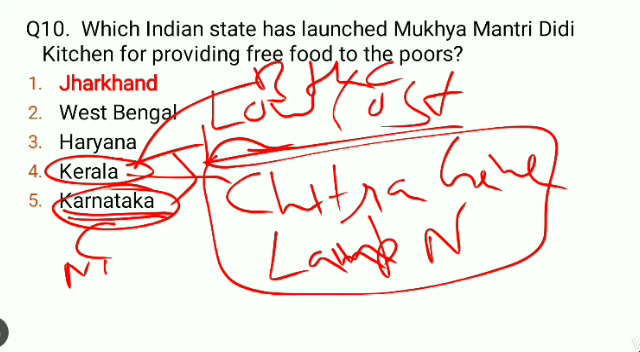 Q10. Which Indian state has launched Mukhya Mantri Didi
Kitchen for providing free food to the poors?
1. Jharkhand
2. West Bengal
3. Haryana
4. Kerala
5. Karnataka
Chitra